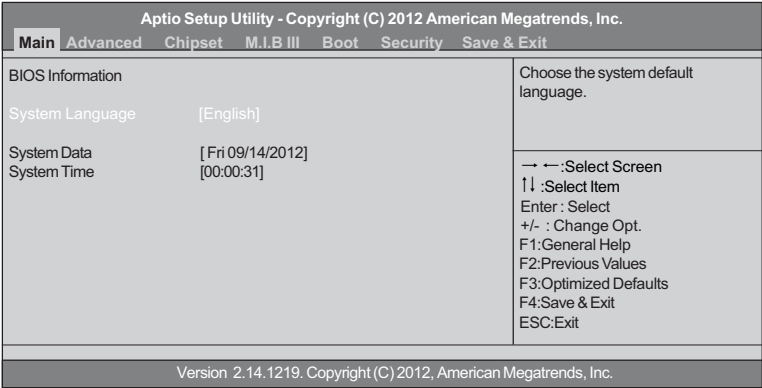 Aptio Setup Utility - Copyright (C) 2012 American Megatrends, Inc.
Main Advanced Chipset M.I.B III Boot Security Save & Exit
BIOS Information
System Language [English]
System Data [ Fri 09/14/2012]
System Time [00:00:31]
Choose the system default
language.
→ ←:Select Screen
↑↓ :Select Item
Enter : Select
+/- : Change Opt.
F1:General Help
F2:Previous Values
F3:Optimized Defaults
F4:Save & Exit
ESC:Exit
Version 2.14.1219. Copyright (C) 2012, American Megatrends, Inc.